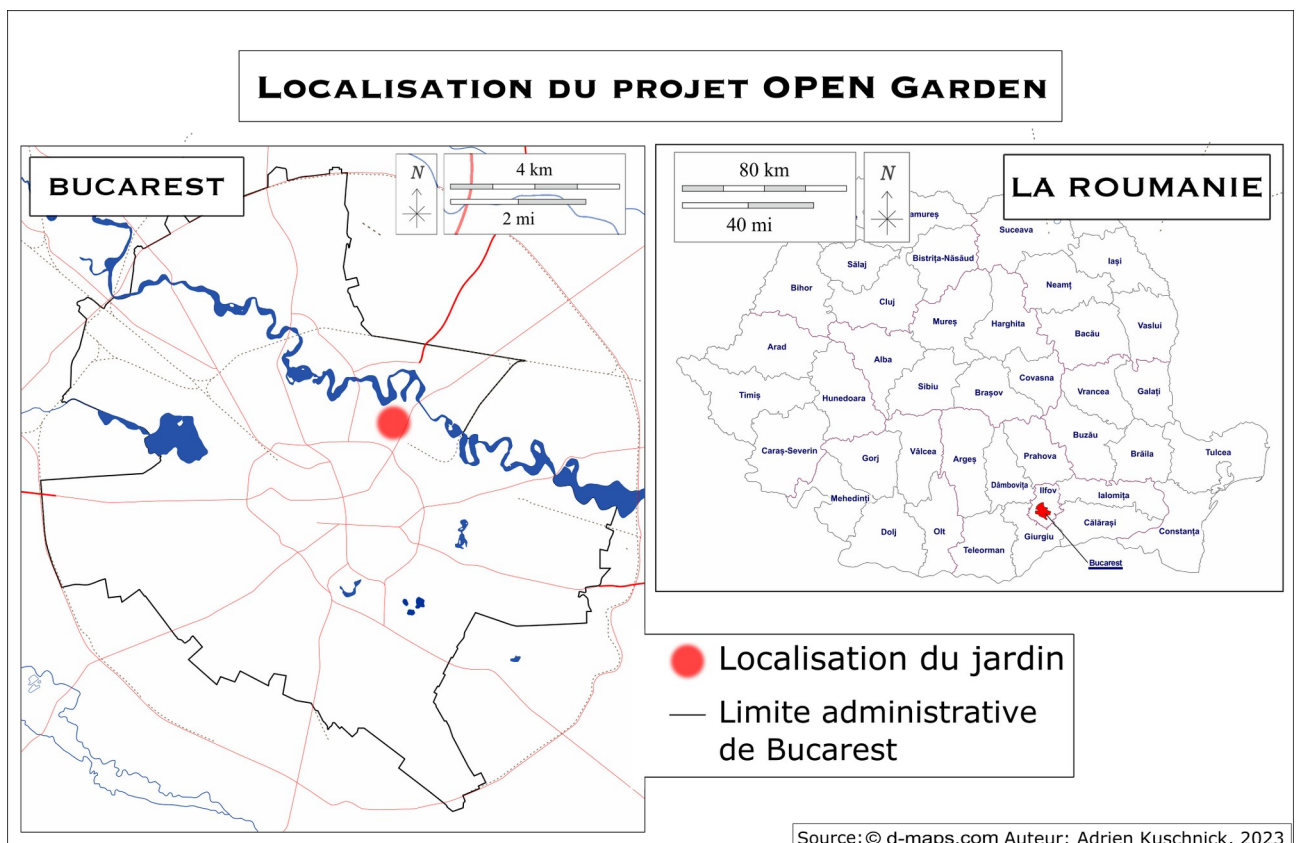 LOCALISATION DU PROJET OPEN GARDEN
BUCAREST
N
4 km
2 mi
80 km
40 mi
N
LA ROUMANIE
amureș
Suceava
Sălaj
Bistrița-Năsăud
Iași
Bihor
Neamț
Cluj
Mureș
Harghita
Bacău
Vaslui
Arad
Alba
Covasna
Timiș
Hunedoara
Sibiu
Brașov
Vrancea
Galați
Caraș-Severin
Gorj
Vâlcea
Argeș
Prahova
Buzău
Brăila
Tulcea
Mehedinți
Dâmbovița
Ilfov
Ialomița
Dolj
Olt
Teleorman
Giurgiu
Călărași
Constanța
Bucarest
Localisation du jardin
Limite administrative
de Bucarest
Source: © d-maps.com Auteur: Adrien Kuschnick, 2023